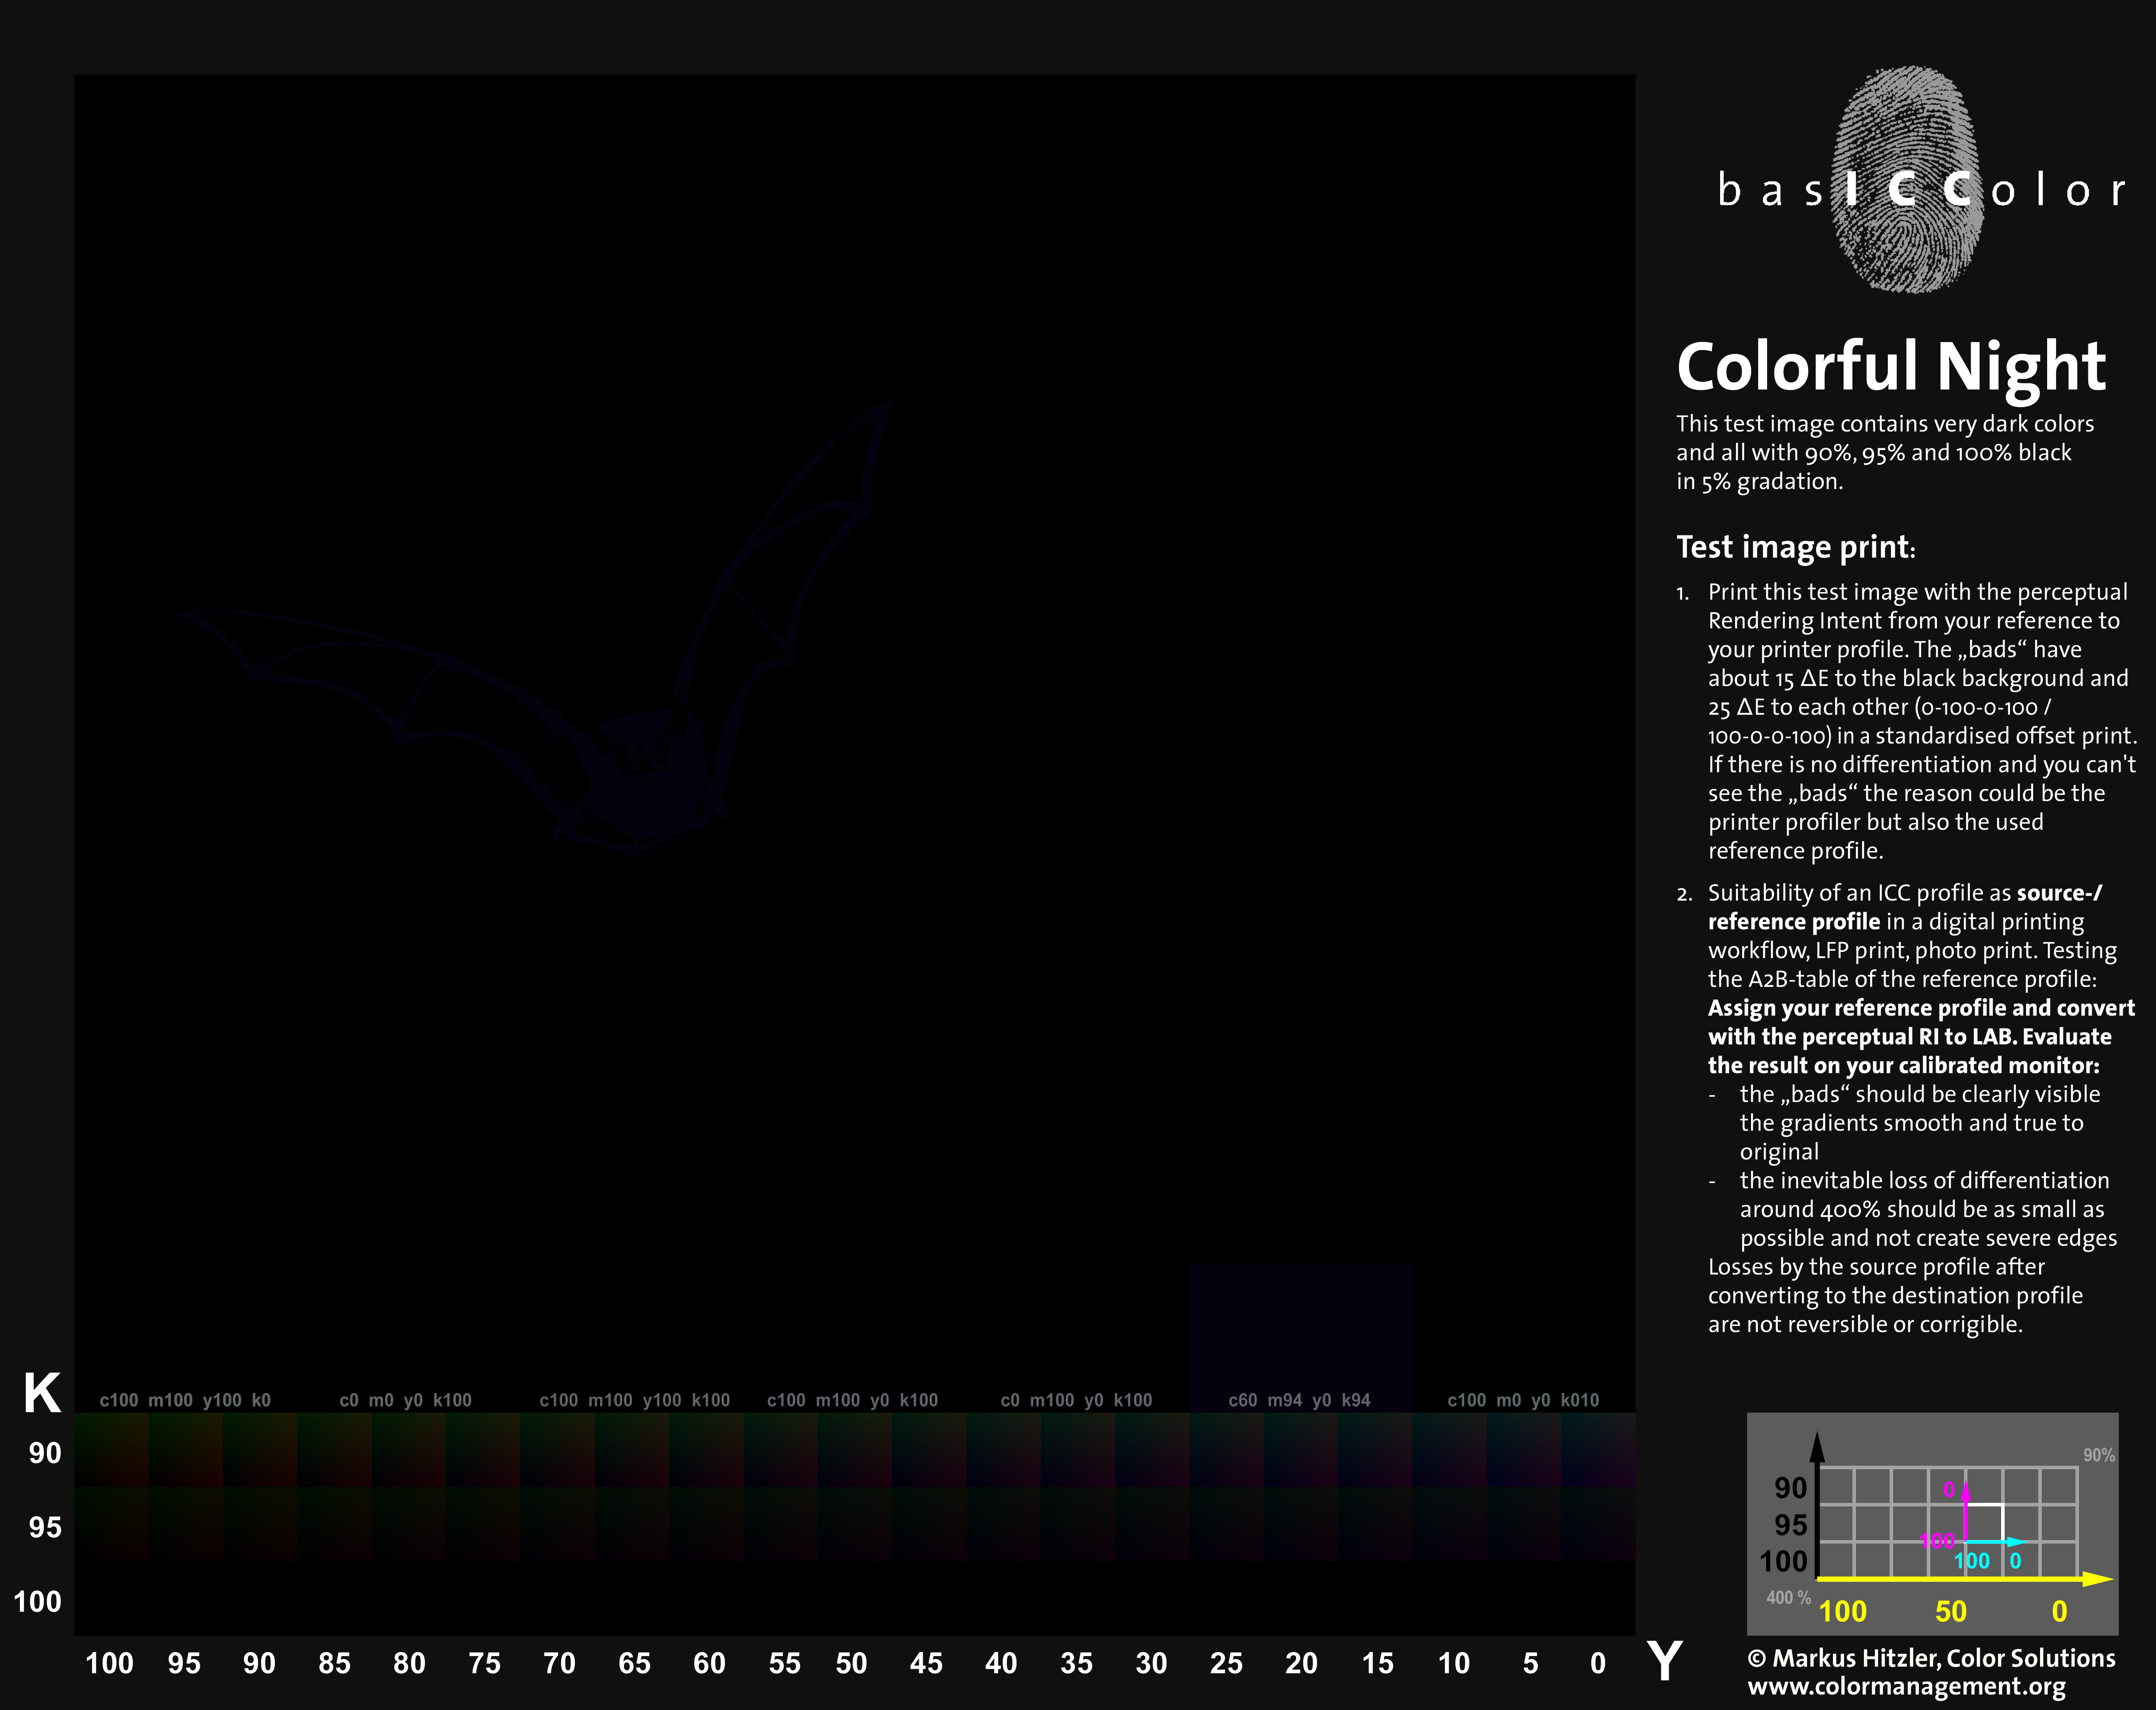 basICColor
Colorful Night
This test image contains very dark colors
and all with 90%, 95% and 100% black
in 5% gradation.
Test image print:
1. Print this test image with the perceptual
Rendering Intent from your reference to
your printer profile. The „bads“ have
about 15 ΔE to the black background and
25 ΔE to each other (0-100-0-100 /
100-0-0-100) in a standardised offset print.
If there is no differentiation and you can't
see the „bads“ the reason could be the
printer profiler but also the used
reference profile.
2. Suitability of an ICC profile as source-/
reference profile in a digital printing
workflow, LFP print, photo print. Testing
the A2B-table of the reference profile:
Assign your reference profile and convert
with the perceptual RI to LAB. Evaluate
the result on your calibrated monitor:
- the „bads“ should be clearly visible
the gradients smooth and true to
original
- the inevitable loss of differentiation
around 400% should be as small as
possible and not create severe edges
Losses by the source profile after
converting to the destination profile
are not reversible or corrigible.
K
c100 m100 y100 k0 c0 m0 y0 k100 c100 m100 y100 k100 c100 m100 y0 k100 c0 m100 y0 k100 c60 m94 y0 k94 c100 m0 y0 k010
90
95
100
100 95 90 85 80 75 70 65 60 55 50 45 40 35 30 25 20 15 10 5 0 Y
90%
90 0
95
100 100
100 0
400 %
100 50 0
© Markus Hitzler, Color Solutions
www.colormanagement.org